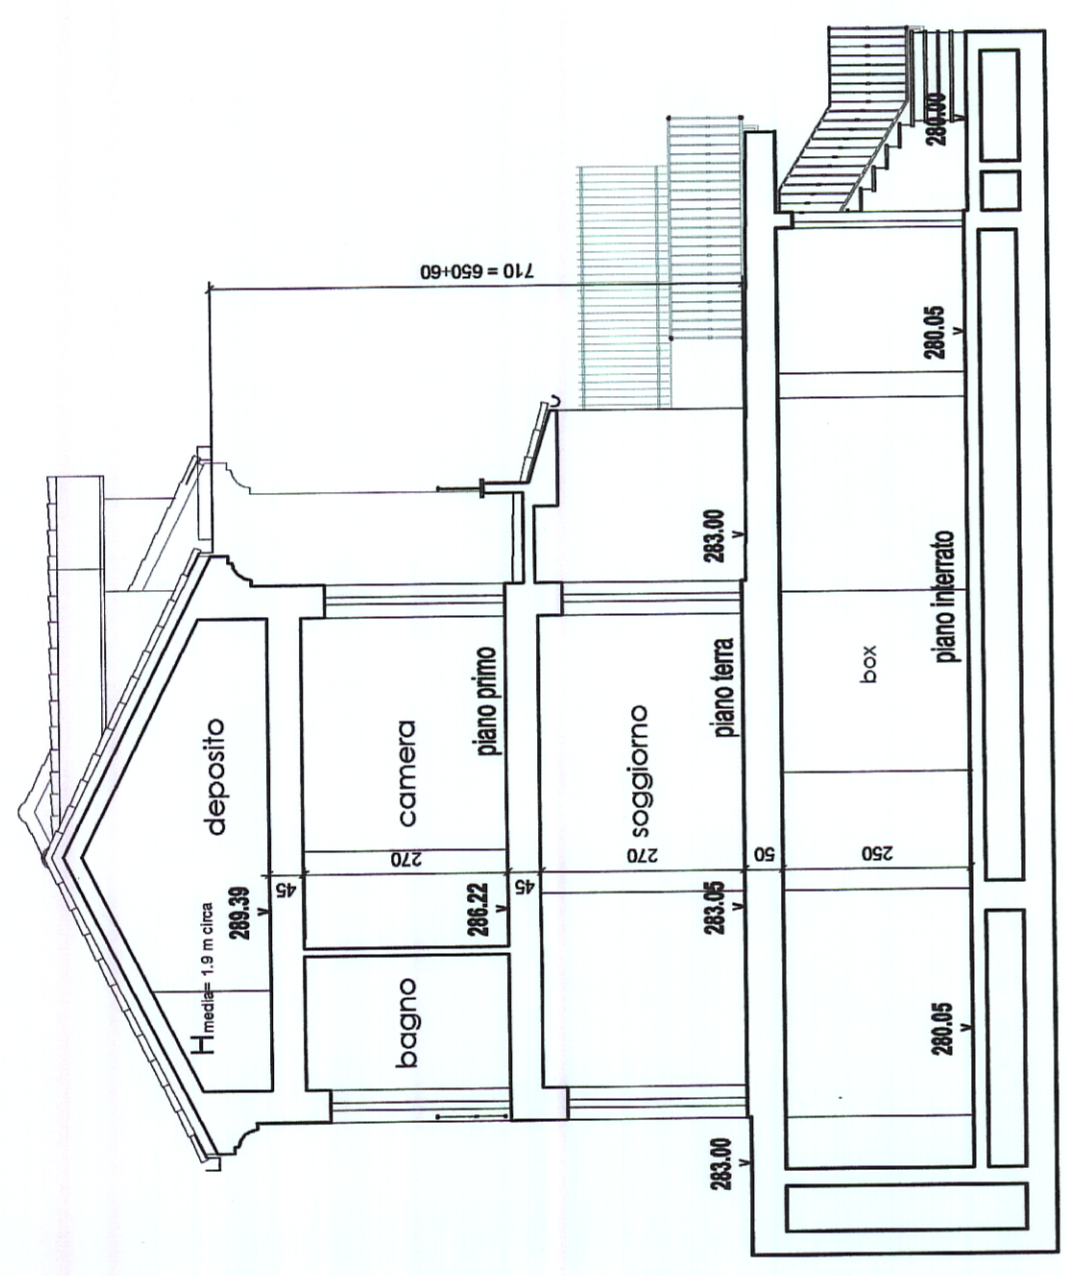 deposito
Hmedia= 1.9 m circa
289.39
45
camera
270
bagno
piano primo
286.22
45
710 = 650+60
soggiorno
270
283.00
piano terra
283.05
283.00
50
box
250
280.00
280.05
piano interrato
280.05